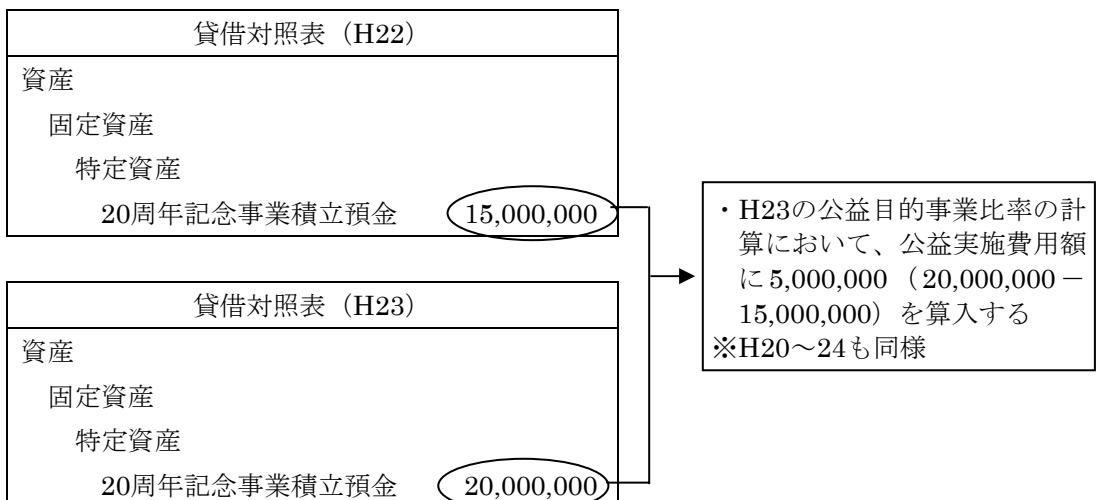 貸借対照表（H22）
資産
固定資産
特定資産
20周年記念事業積立預金 15,000,000
貸借対照表（H23）
資産
固定資産
特定資産
20周年記念事業積立預金 20,000,000
・H23の公益目的事業比率の計
算において、公益実施費用額
に5,000,000（20,000,000－
15,000,000）を算入する
※H20～24も同様